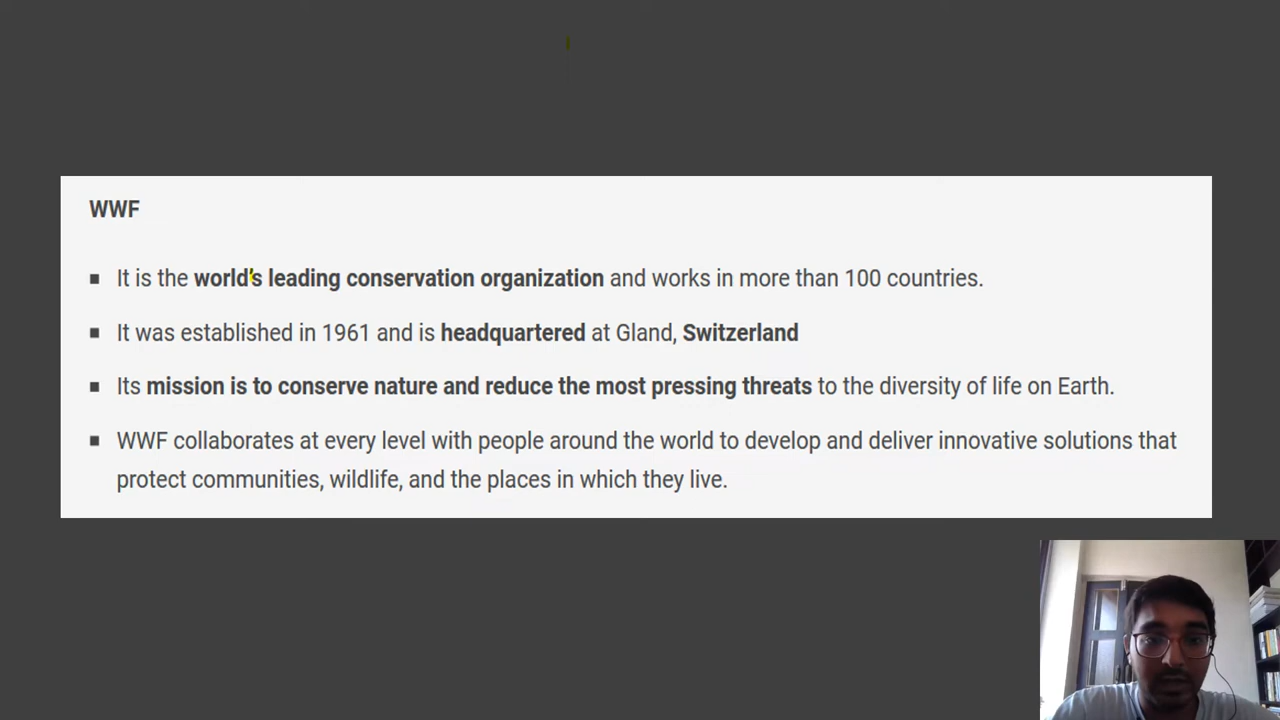 WWF
It is the world's leading conservation organization and works in more than 100 countries.
It was established in 1961 and is headquartered at Gland, Switzerland
Its mission is to conserve nature and reduce the most pressing threats to the diversity of life on Earth.
WWF collaborates at every level with people around the world to develop and deliver innovative solutions that
protect communities, wildlife, and the places in which they live.